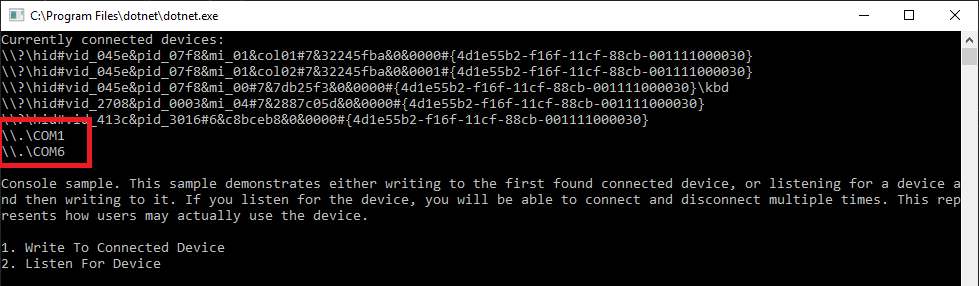 C:\Program Files\dotnet\dotnet.exe
Currently connected devices:
\\?\hid#vid_045e&pid_07f8&mi_01&col01#7&32245fba&0&0000#{4d1e55b2-f16f-11cf-88cb-001111000030}
\\?\hid#vid_045e&pid_07f8&mi_01&col02#7&32245fba&0&0001#{4d1e55b2-f16f-11cf-88cb-001111000030}
\\?\hid#vid_045e&pid_07f8&mi_00#7&7db25f3&0&0000#{4d1e55b2-f16f-11cf-88cb-001111000030}\kbd
\\?\hid#vid_2708&pid_0003&mi_04#7&2887c05d&0&0000#{4d1e55b2-f16f-11cf-88cb-001111000030}
\\?\hid#vid_413c&pid_3016#6&c8bceb8&0&0000#{4d1e55b2-f16f-11cf-88cb-001111000030}
\\.\COM1
\\.\COM6
Console sample. This sample demonstrates either writing to the first found connected device, or listening for a device a
nd then writing to it. If you listen for the device, you will be able to connect and disconnect multiple times. This rep
resents how users may actually use the device.
1. Write To Connected Device
2. Listen For Device